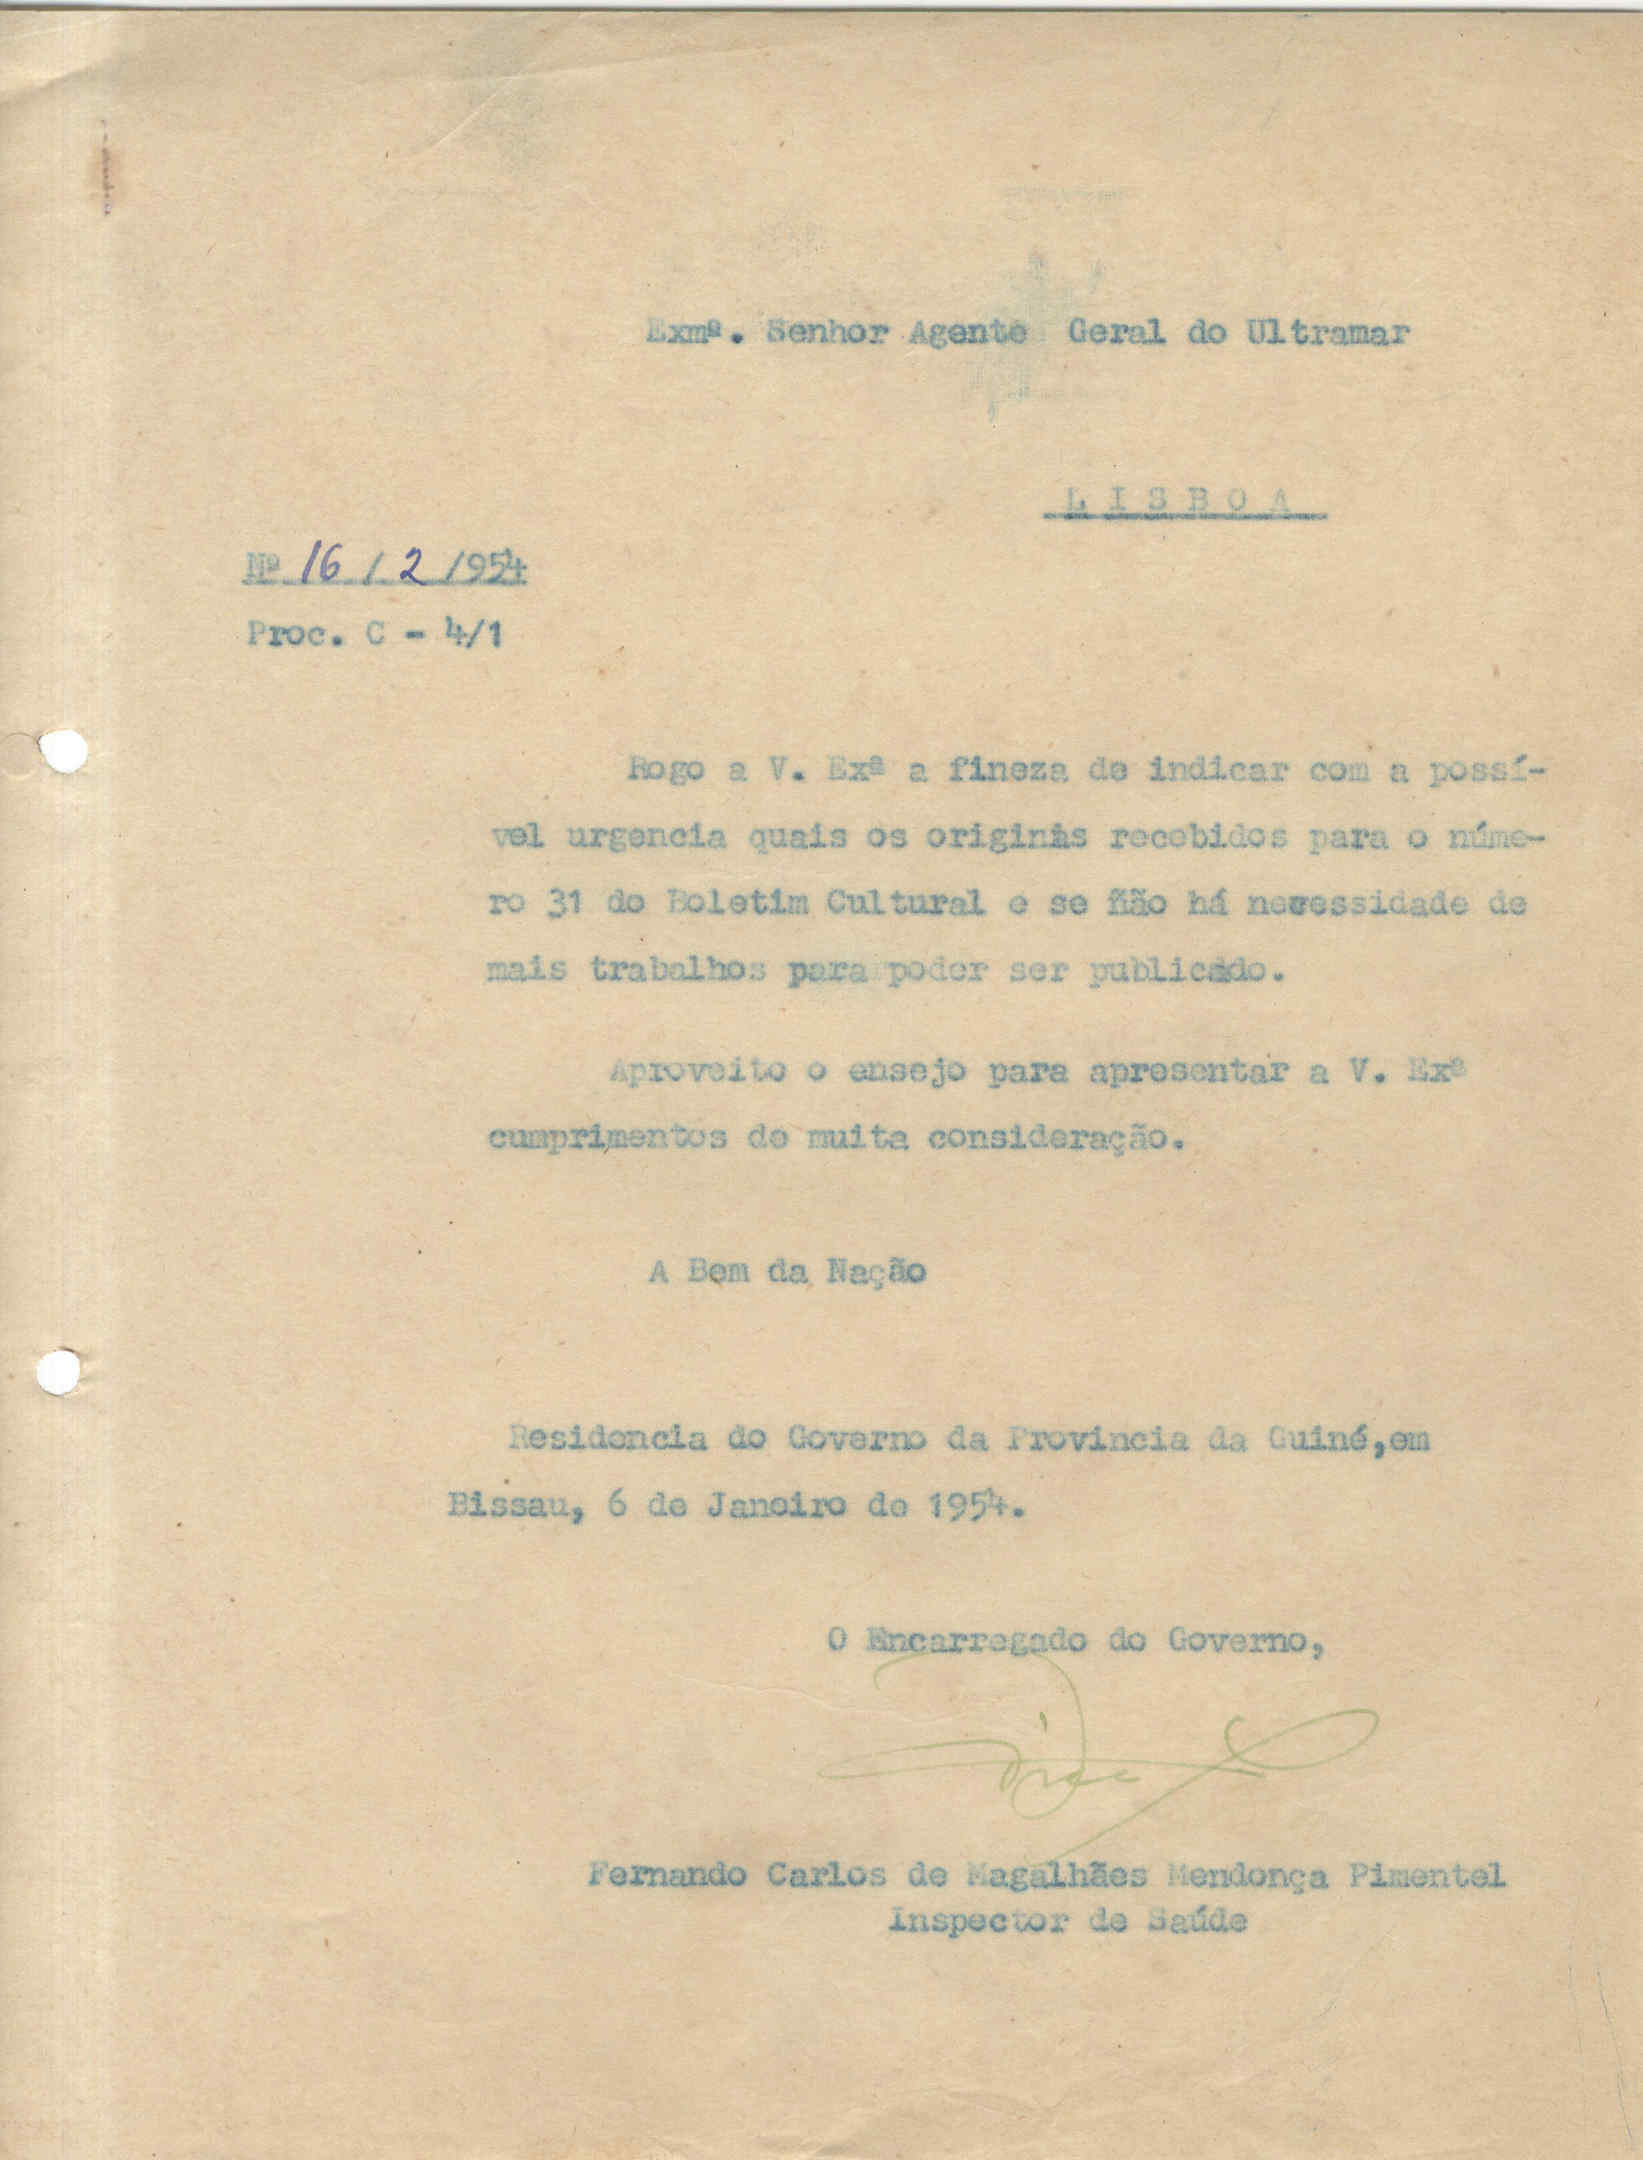 Exmº. Senhor Agente Geral do Ultramar
L I S B O A
Nº 16 / 2 /954
Proc. C - 4/1
Rogo a V. Exª a fineza de indicar com a possí-
vel urgencia quais os originis recebidos para o núme-
ro 31 do Boletim Cultural e se não há necessidade de
mais trabalhos para poder ser publicado.
Aproveito o ensejo para apresentar a V. Exª
cumprimentos de muita consideração.
A Bem da Nação
Residencia do Governo da Provincia da Guiné,em
Bissau, 6 de Janeiro de 1954.
O Encarregado do Governo,
Fernando Carlos de Magalhães Mendonça Pimentel
Inspector de Saúde